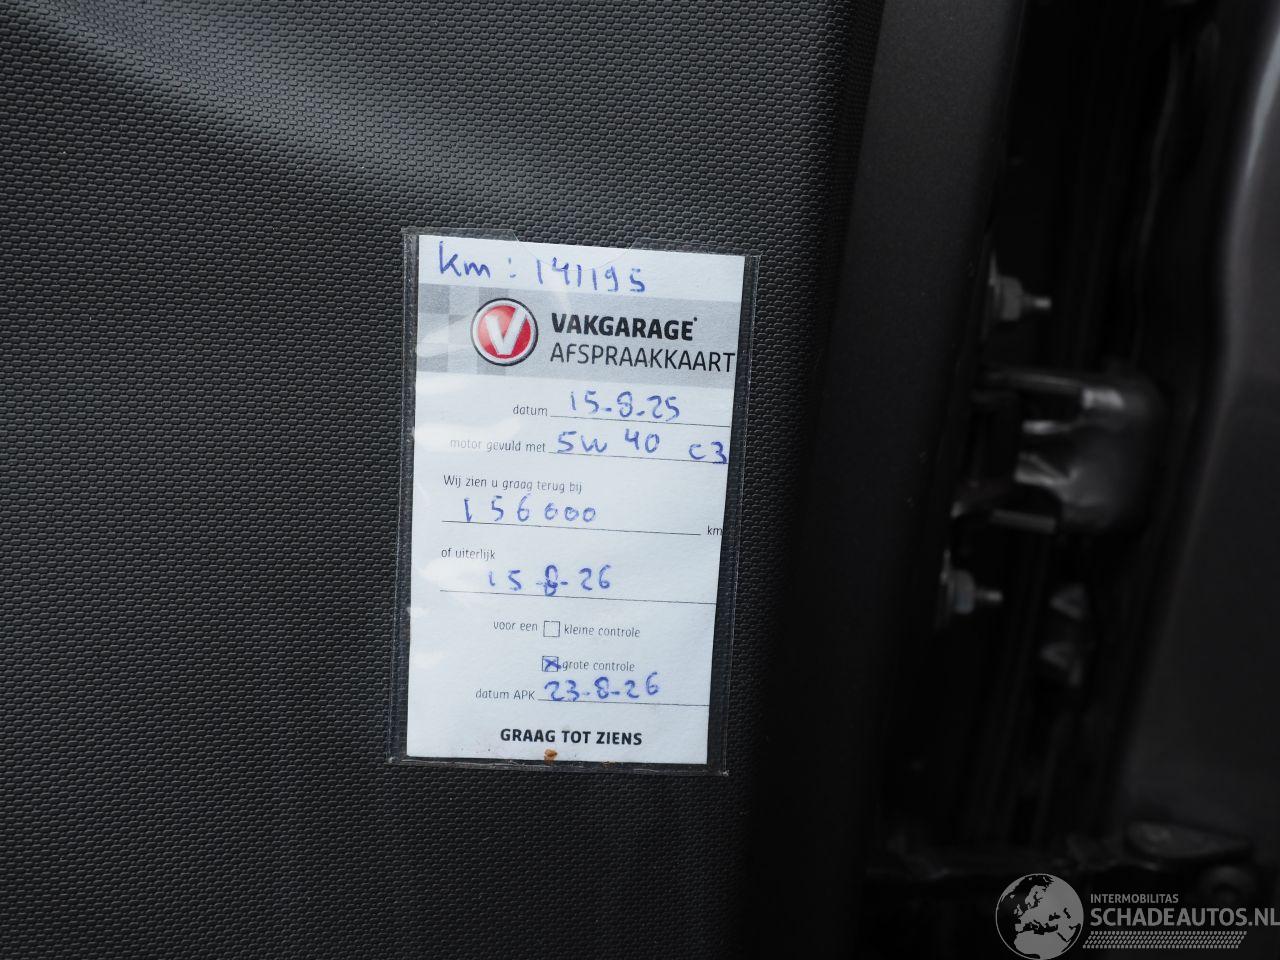 km: 141195
V VAKGARAGE
AFSPRAAKKAART
datum 15-8-25
motor gevuld met 5W 40 C3
Wij zien u graag terug bij
156000 km
of uiterlijk
15-8-26
voor een kleine controle
grote controle
datum APK 23-8-26
GRAAG TOT ZIENS
INTERMOBILITAS
SCHADEAUTOS.NL